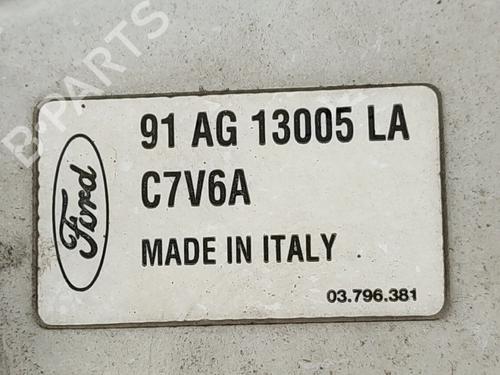 B-PARTS
Ford
91 AG 13005 LA
C7V6A
MADE IN ITALY
03.796.381